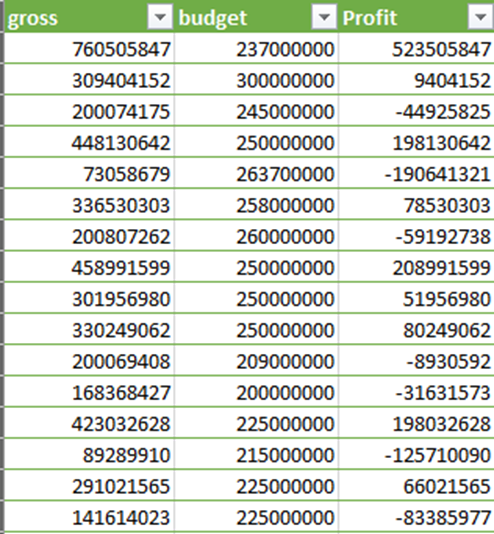 gross budget Profit
760505847 237000000 523505847
309404152 300000000 9404152
200074175 245000000 -44925825
448130642 250000000 198130642
73058679 263700000 -190641321
336530303 258000000 78530303
200807262 260000000 -59192738
458991599 250000000 208991599
301956980 250000000 51956980
330249062 250000000 80249062
200069408 209000000 -8930592
168368427 200000000 -31631573
423032628 225000000 198032628
89289910 215000000 -125710090
291021565 225000000 66021565
141614023 225000000 -83385977